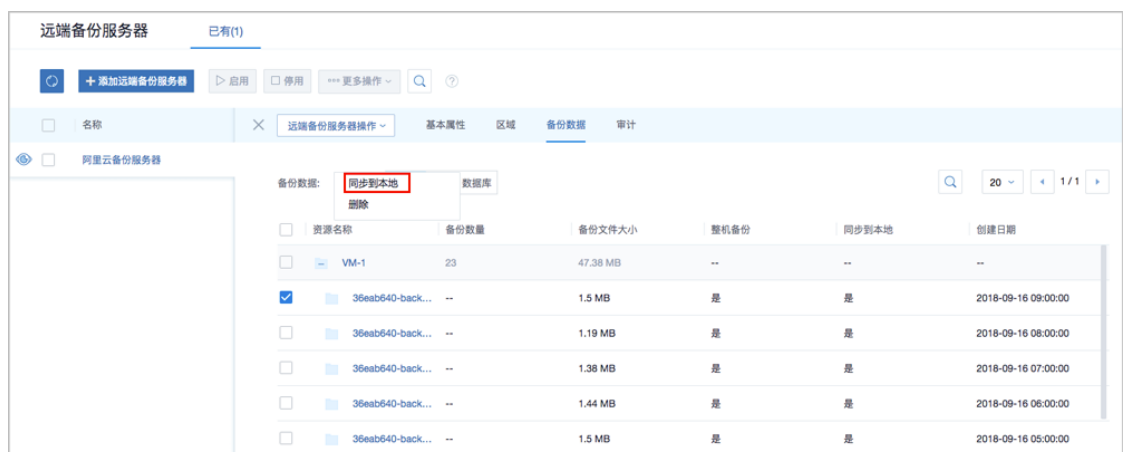 远端备份服务器 已有(1)
+ 添加远端备份服务器 启用 停用 更多操作
名称 远端备份服务器操作 基本属性 区域 备份数据 审计
阿里云备份服务器
备份数据: 同步到本地 数据库 20 1 / 1
删除
资源名称 备份数量 备份文件大小 整机备份 同步到本地 创建日期
VM-1 23 47.38 MB -- -- --
36eab640-back... -- 1.5 MB 是 是 2018-09-16 09:00:00
36eab640-back... -- 1.19 MB 是 是 2018-09-16 08:00:00
36eab640-back... -- 1.38 MB 是 是 2018-09-16 07:00:00
36eab640-back... -- 1.44 MB 是 是 2018-09-16 06:00:00
36eab640-back... -- 1.5 MB 是 是 2018-09-16 05:00:00